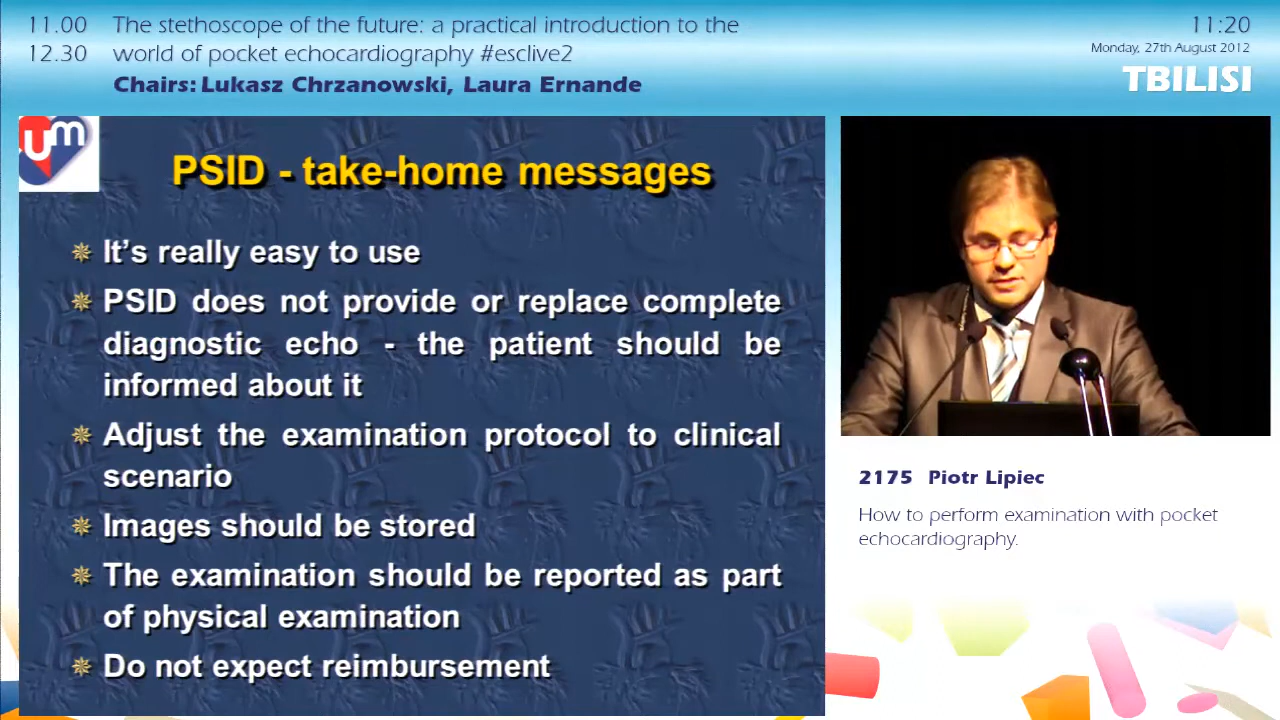 11.00 The stethoscope of the future: a practical introduction to the
12.30 world of pocket echocardiography #esclive2
Chairs: Lukasz Chrzanowski, Laura Ernande
11:20
Monday, 27th August 2012
TBILISI
um
PSID - take-home messages
It's really easy to use
PSID does not provide or replace complete
diagnostic echo - the patient should be
informed about it
Adjust the examination protocol to clinical
scenario
Images should be stored
The examination should be reported as part
of physical examination
Do not expect reimbursement
2175 Piotr Lipiec
How to perform examination with pocket
echocardiography.